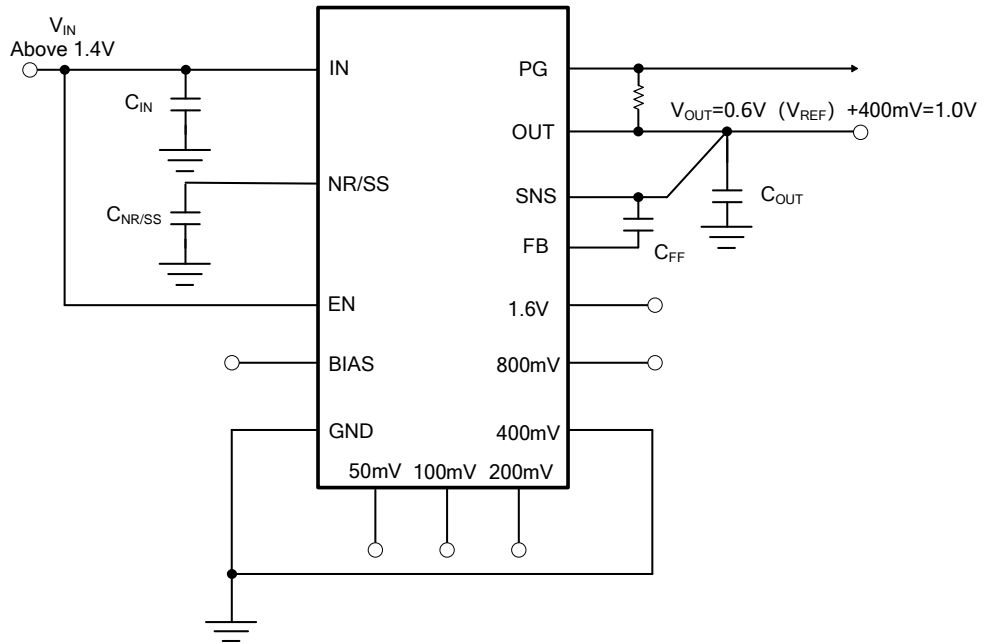 V_IN
Above 1.4V
IN
PG
C_IN
V_OUT=0.6V (V_REF) +400mV=1.0V
OUT
NR/SS
SNS
C_OUT
C_NR/SS
FB
C_FF
EN
1.6V
BIAS
800mV
GND
400mV
50mV 100mV 200mV